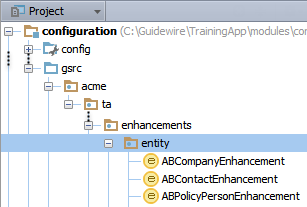 Project
configuration (C:\Guidewire\TrainingApp\modules\con
config
gsrc
acme
ta
enhancements
entity
ABCompanyEnhancement
ABContactEnhancement
ABPolicyPersonEnhancement